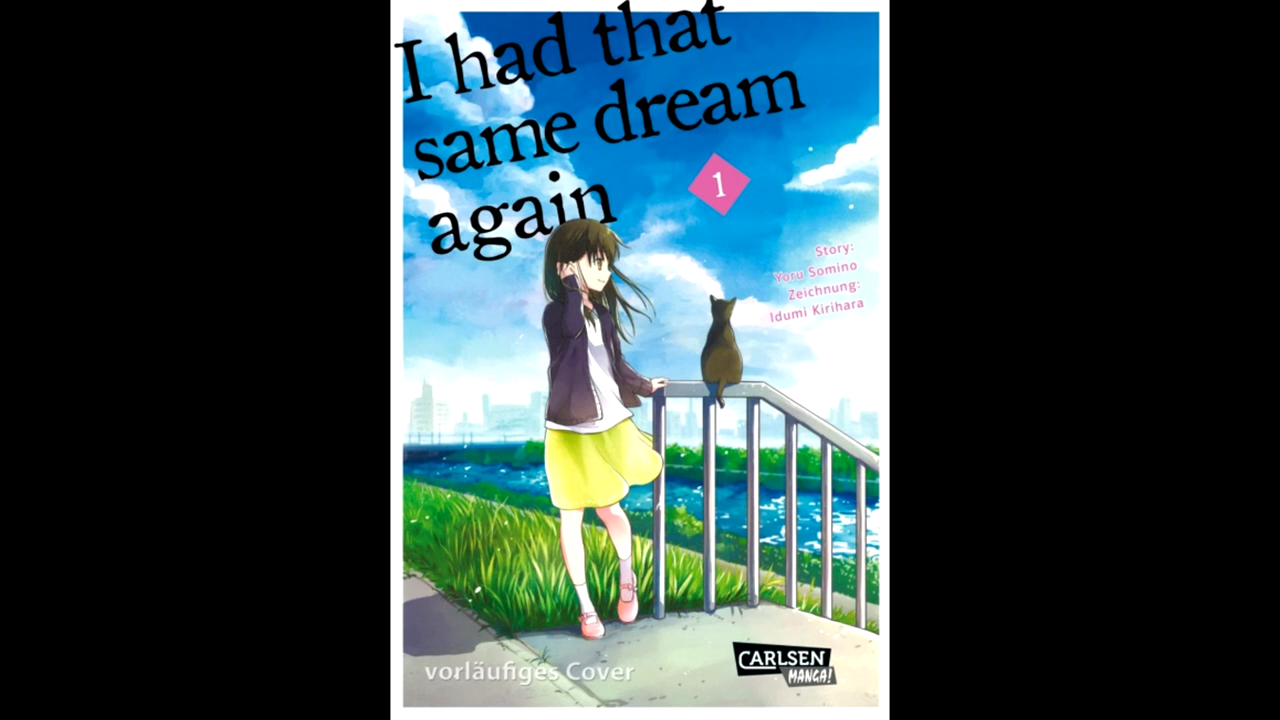 I had that
same dream
again
1
Story:
Yoru Somino
Zeichnung:
Idumi Kirihara
vorläufiges Cover
CARLSEN
MANGA!